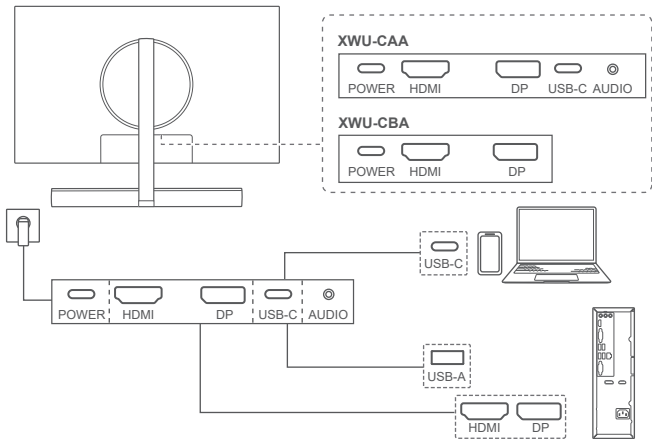 XWU-CAA
POWER HDMI DP USB-C AUDIO
XWU-CBA
POWER HDMI DP
USB-C
POWER HDMI DP USB-C AUDIO
USB-A
HDMI DP